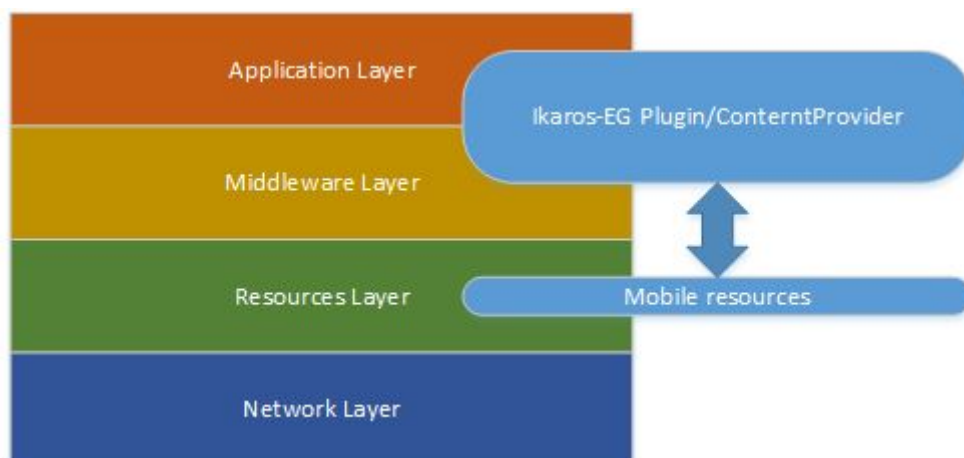 Application Layer
Ikaros-EG Plugin/ConterntProvider
Middleware Layer
Resources Layer
Mobile resources
Network Layer